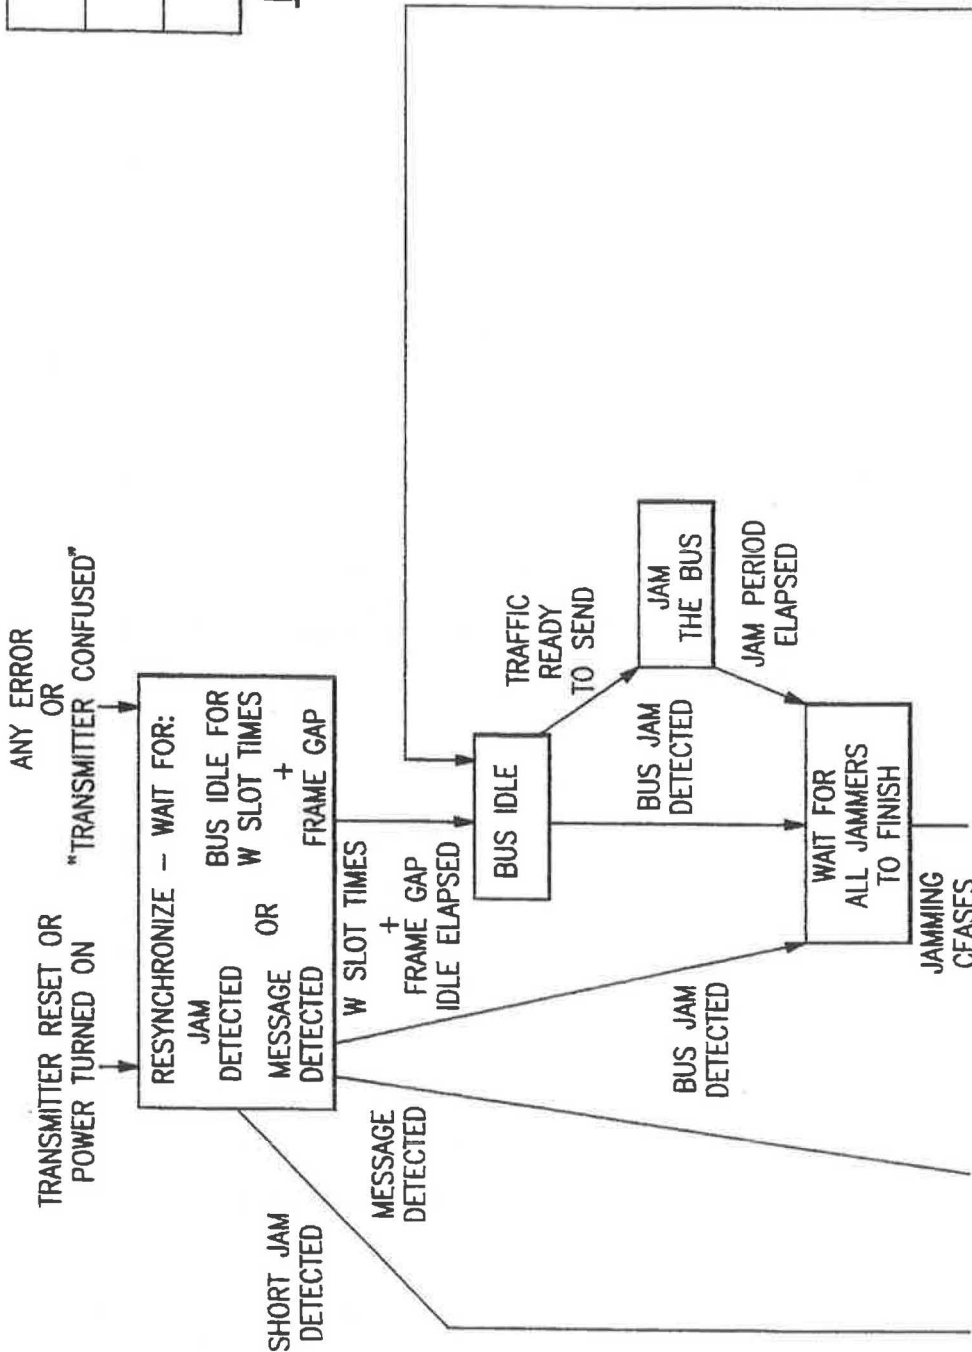 TRANSMITTER RESET OR
POWER TURNED ON
ANY ERROR
OR
"TRANSMITTER CONFUSED"
RESYNCHRONIZE – WAIT FOR:
JAM
DETECTED
OR
MESSAGE
DETECTED
BUS IDLE FOR
W SLOT TIMES
+
FRAME GAP
SHORT JAM
DETECTED
MESSAGE
DETECTED
W SLOT TIMES
+
FRAME GAP
IDLE ELAPSED
BUS IDLE
TRAFFIC
READY
TO SEND
BUS JAM
DETECTED
BUS JAM
DETECTED
JAM
THE BUS
JAM PERIOD
ELAPSED
WAIT FOR
ALL JAMMERS
TO FINISH
JAMMING
CEASES